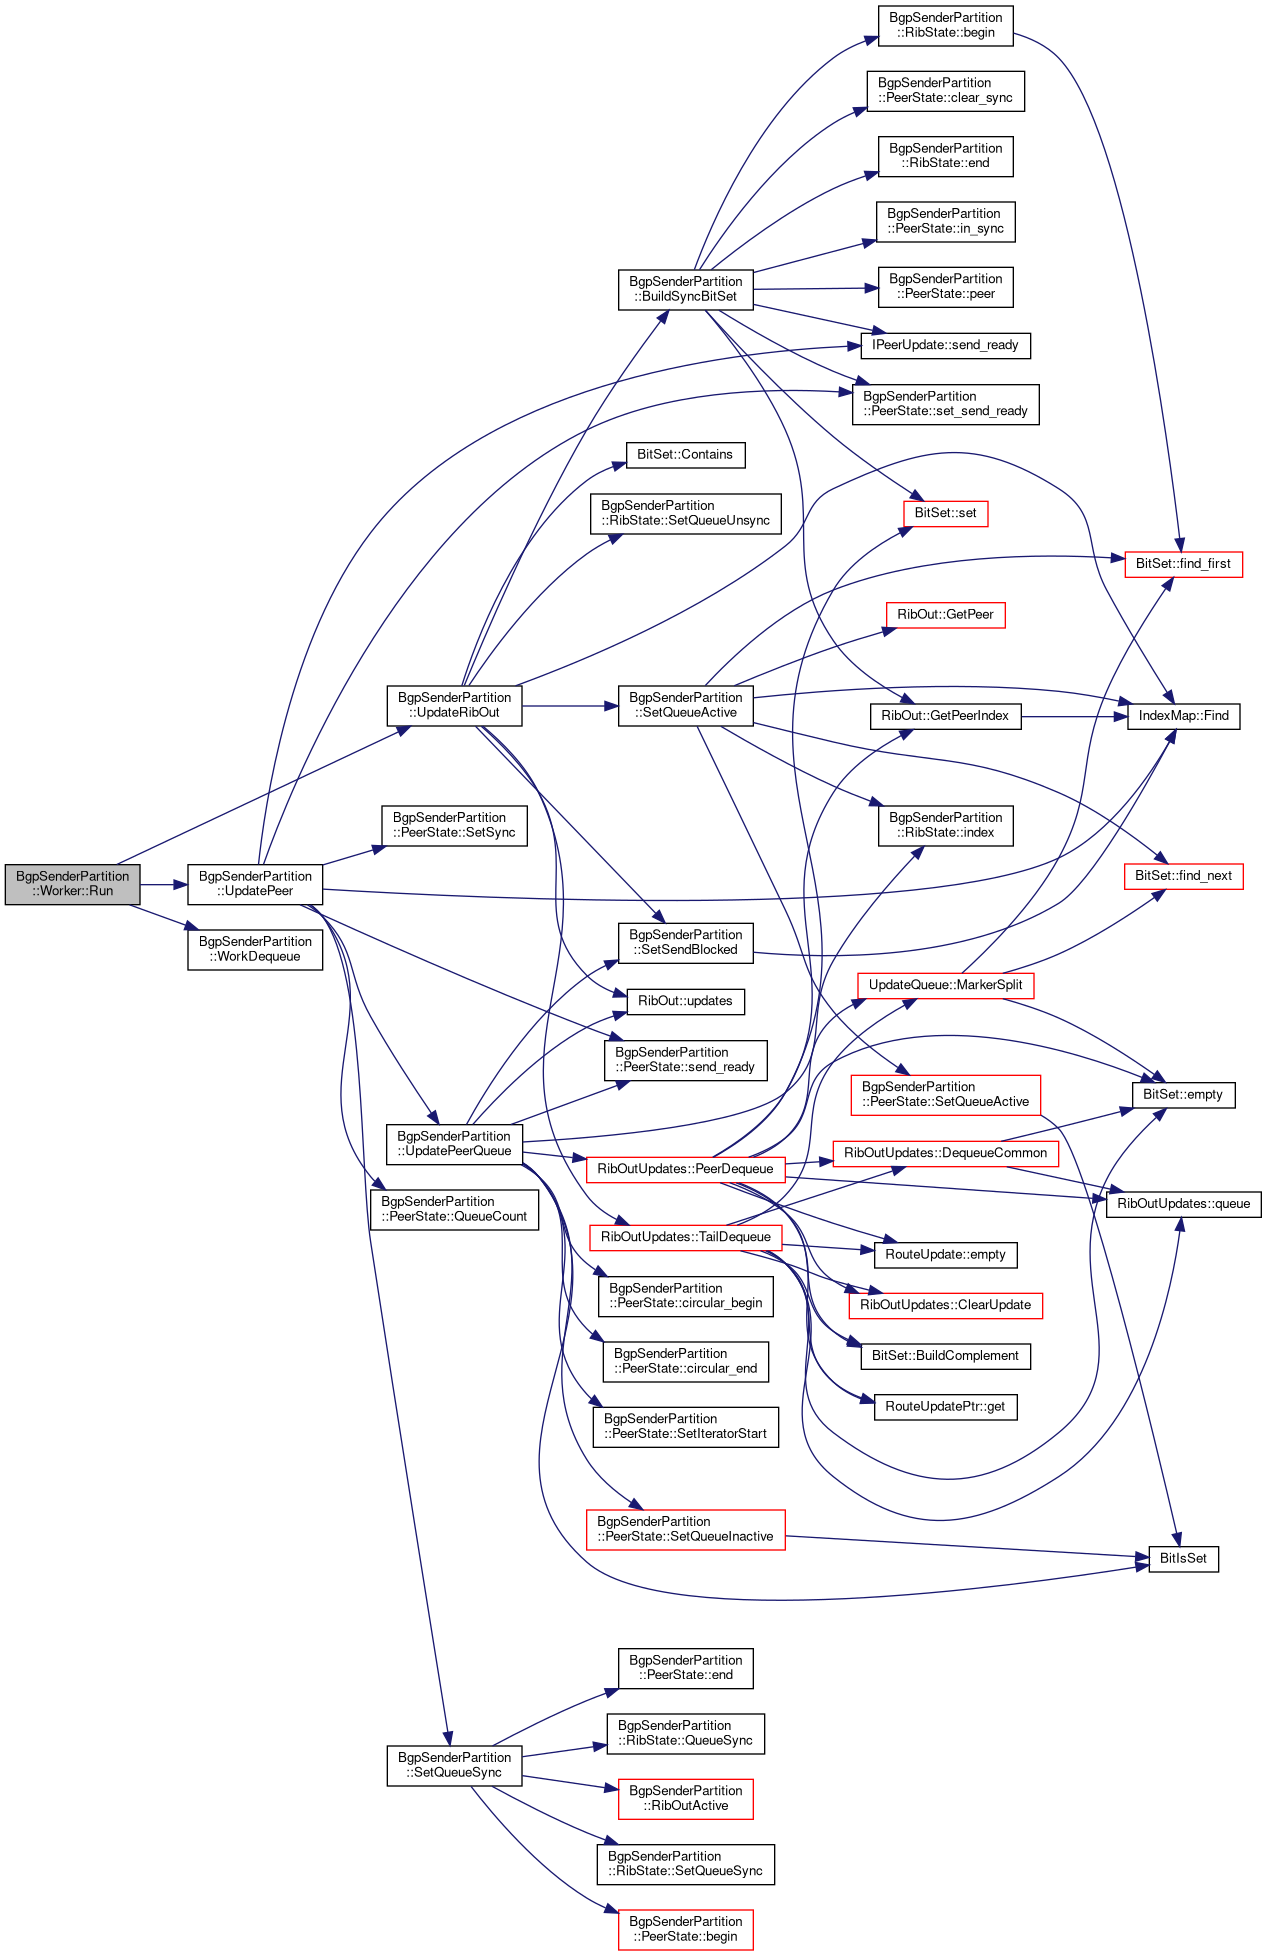 BgpSenderPartition
::Worker::Run
BgpSenderPartition
::UpdateRibOut
BgpSenderPartition
::UpdatePeer
BgpSenderPartition
::WorkDequeue
BgpSenderPartition
::BuildSyncBitSet
BgpSenderPartition
::RibState::begin
BgpSenderPartition
::PeerState::clear_sync
BgpSenderPartition
::RibState::end
BgpSenderPartition
::PeerState::in_sync
BgpSenderPartition
::PeerState::peer
IPeerUpdate::send_ready
BgpSenderPartition
::PeerState::set_send_ready
BitSet::Contains
BgpSenderPartition
::RibState::SetQueueUnsync
BitSet::set
BitSet::find_first
RibOut::GetPeer
BgpSenderPartition
::SetQueueActive
RibOut::GetPeerIndex
IndexMap::Find
BgpSenderPartition
::PeerState::SetSync
BgpSenderPartition
::RibState::index
BitSet::find_next
BgpSenderPartition
::SetSendBlocked
UpdateQueue::MarkerSplit
RibOut::updates
BgpSenderPartition
::PeerState::send_ready
BgpSenderPartition
::PeerState::SetQueueActive
BitSet::empty
BgpSenderPartition
::UpdatePeerQueue
RibOutUpdates::PeerDequeue
RibOutUpdates::DequeueCommon
RibOutUpdates::queue
BgpSenderPartition
::PeerState::QueueCount
RibOutUpdates::TailDequeue
RouteUpdate::empty
BgpSenderPartition
::PeerState::circular_begin
RibOutUpdates::ClearUpdate
BgpSenderPartition
::PeerState::circular_end
BitSet::BuildComplement
BgpSenderPartition
::PeerState::SetIteratorStart
RouteUpdatePtr::get
BgpSenderPartition
::PeerState::SetQueueInactive
BitIsSet
BgpSenderPartition
::PeerState::end
BgpSenderPartition
::RibState::QueueSync
BgpSenderPartition
::SetQueueSync
BgpSenderPartition
::RibOutActive
BgpSenderPartition
::RibState::SetQueueSync
BgpSenderPartition
::PeerState::begin